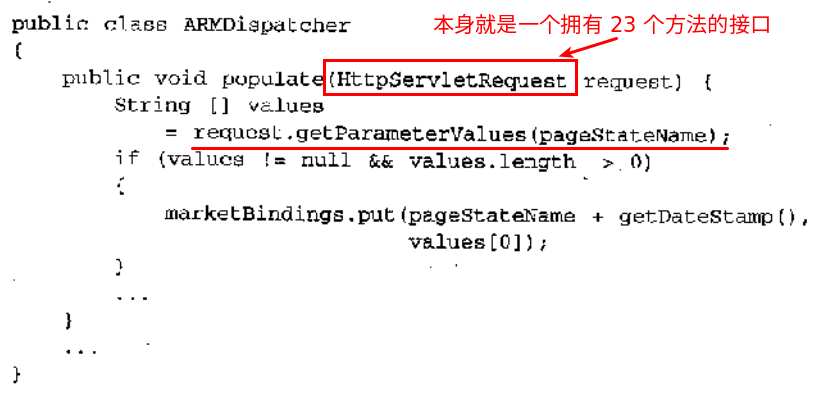 本身就是一个拥有 23 个方法的接口
public class ARMDispatcher
{
public void populate(HttpServletRequest request) {
String [] values
= request.getParameterValues(pageStateName);
if (values != null && values.length > 0)
{
marketBindings.put(pageStateName + getDateStamp(),
values[0]);
}
...
}
...
}